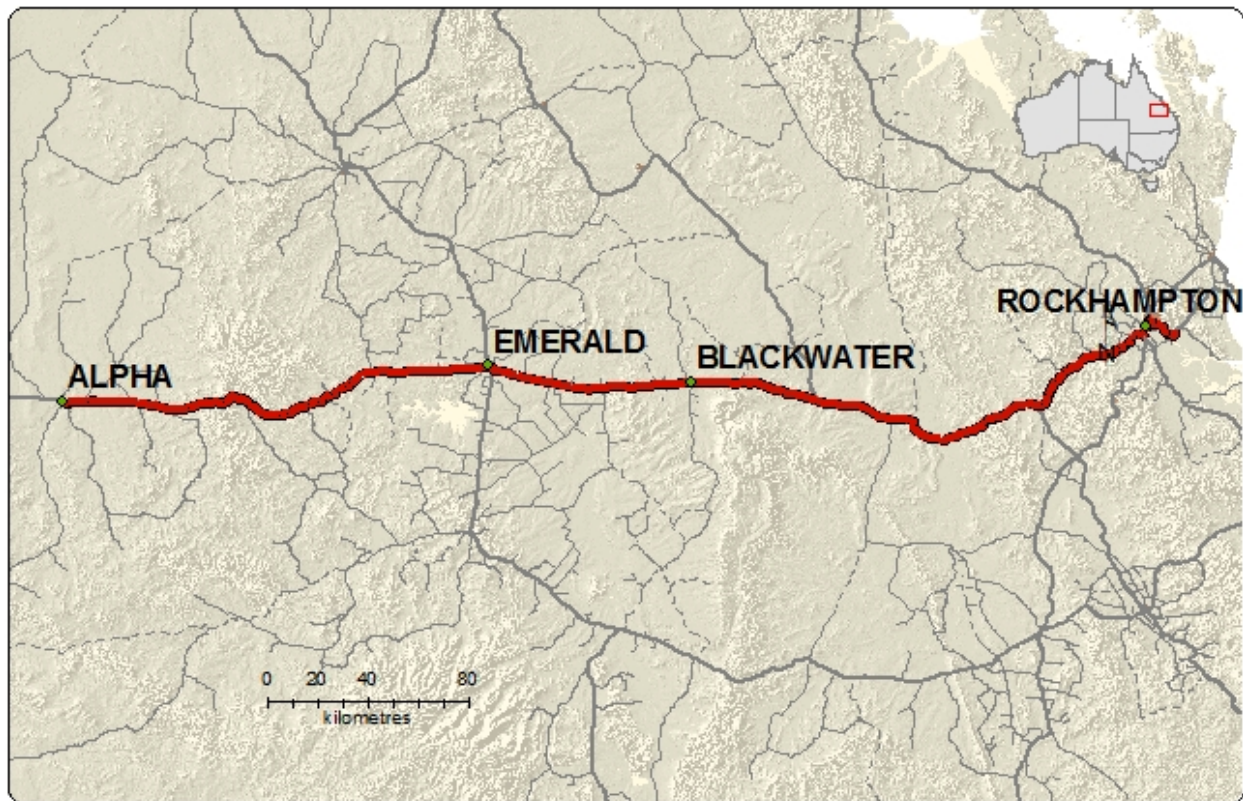 ROCKHAMPTON
EMERALD
BLACKWATER
ALPHA
0 20 40 80
kilometres